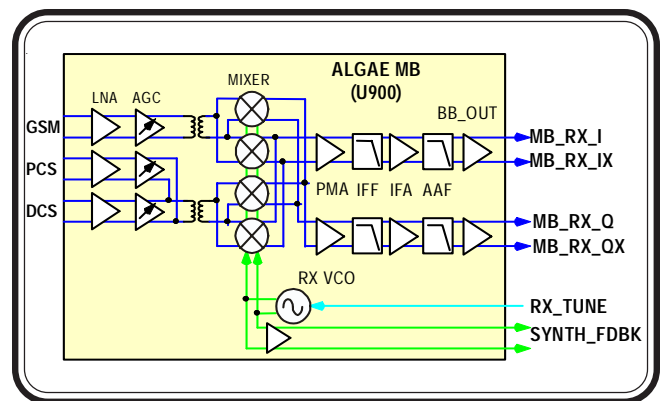 ALGAE MB
(U900)
MIXER
LNA AGC
BB_OUT
GSM
MB_RX_I
MB_RX_IX
PCS
PMA IFF IFA AAF
DCS
MB_RX_Q
MB_RX_QX
RX VCO
RX_TUNE
SYNTH_FDBK